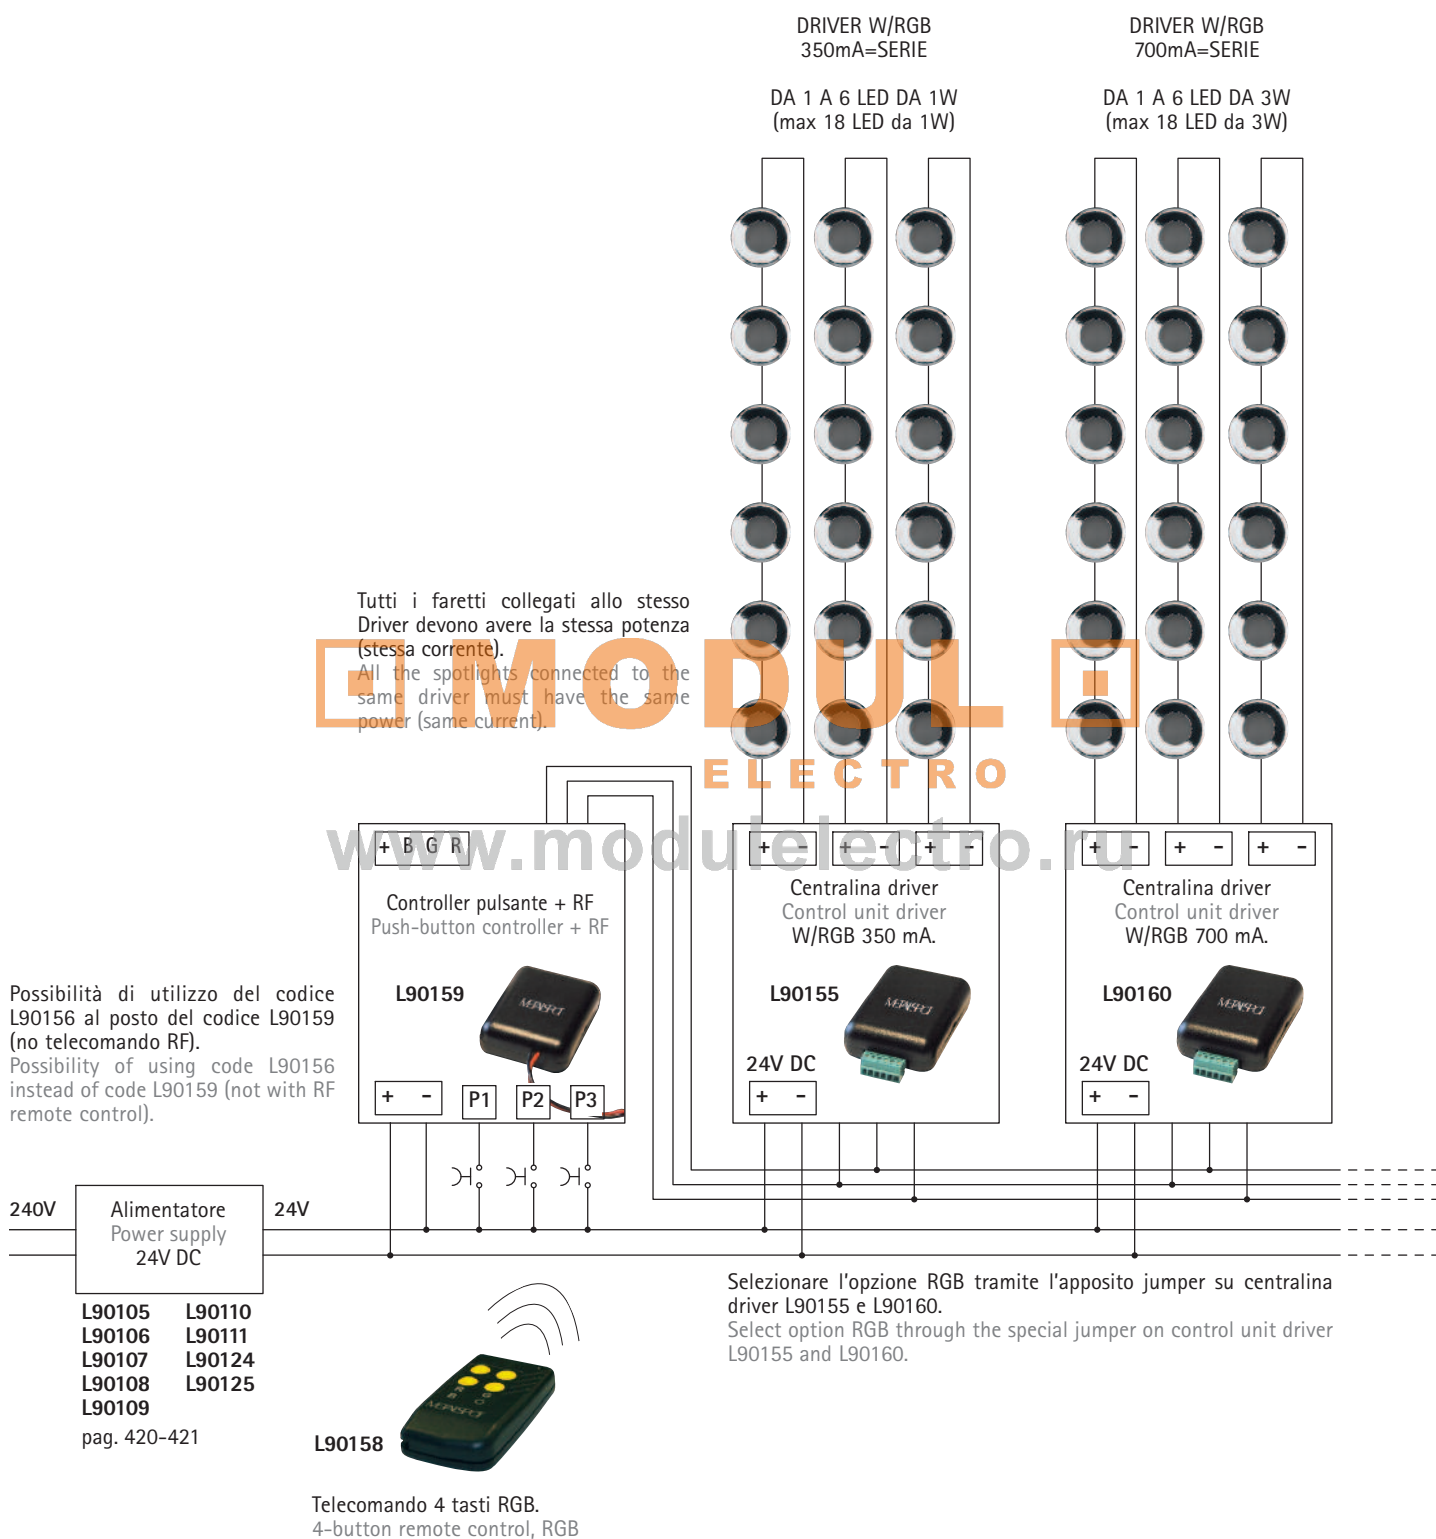 DRIVER W/RGB
350mA=SERIE
DA 1 A 6 LED DA 1W
(max 18 LED da 1W)
DRIVER W/RGB
700mA=SERIE
DA 1 A 6 LED DA 3W
(max 18 LED da 3W)
Tutti i faretti collegati allo stesso
Driver devono avere la stessa potenza
(stessa corrente).
All the spotlights connected to the
same driver must have the same
power (same current).
MODUL
ELECTRO
www.modulelectro.ru
+ B G R
Controller pulsante + RF
Push-button controller + RF
L90159
METALSPOT
+ -
P1
P2
P3
+ -
+ -
+ -
Centralina driver
Control unit driver
W/RGB 350 mA.
L90155
METALSPOT
24V DC
+ -
+ -
+ -
+ -
Centralina driver
Control unit driver
W/RGB 700 mA.
L90160
METALSPOT
24V DC
+ -
Possibilità di utilizzo del codice
L90156 al posto del codice L90159
(no telecomando RF).
Possibility of using code L90156
instead of code L90159 (not with RF
remote control).
240V
Alimentatore
Power supply
24V DC
24V
L90105 L90110
L90106 L90111
L90107 L90124
L90108 L90125
L90109
pag. 420-421
Selezionare l'opzione RGB tramite l'apposito jumper su centralina
driver L90155 e L90160.
Select option RGB through the special jumper on control unit driver
L90155 and L90160.
R G
B O
METALSPOT
L90158
Telecomando 4 tasti RGB.
4-button remote control, RGB